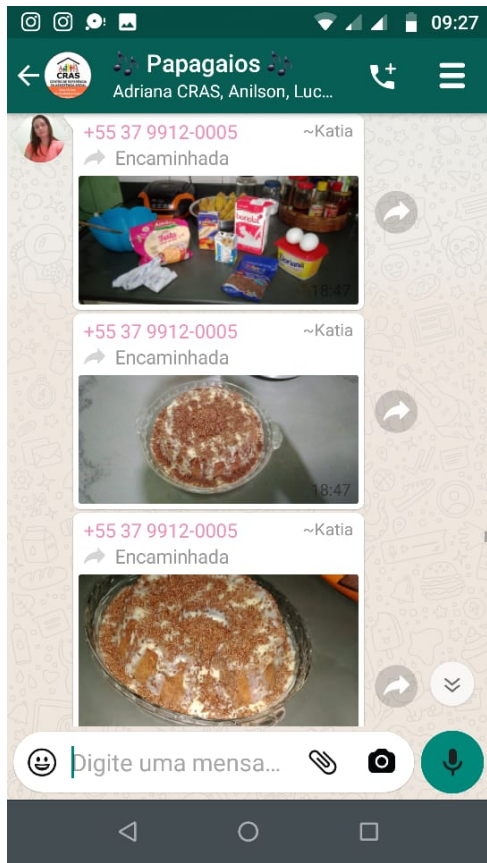 09:27
CRAS
Papagaios
Adriana CRAS, Anilson, Luc...
+55 37 9912-0005 ~Katia
Encaminhada
18:47
+55 37 9912-0005 ~Katia
Encaminhada
18:47
+55 37 9912-0005 ~Katia
Encaminhada
Digite uma mensa...